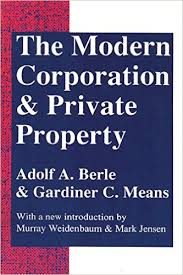 The Modern
Corporation
& Private
Property
Adolf A. Berle
& Gardiner C. Means
With a new introduction by
Murray Weidenbaum & Mark Jensen